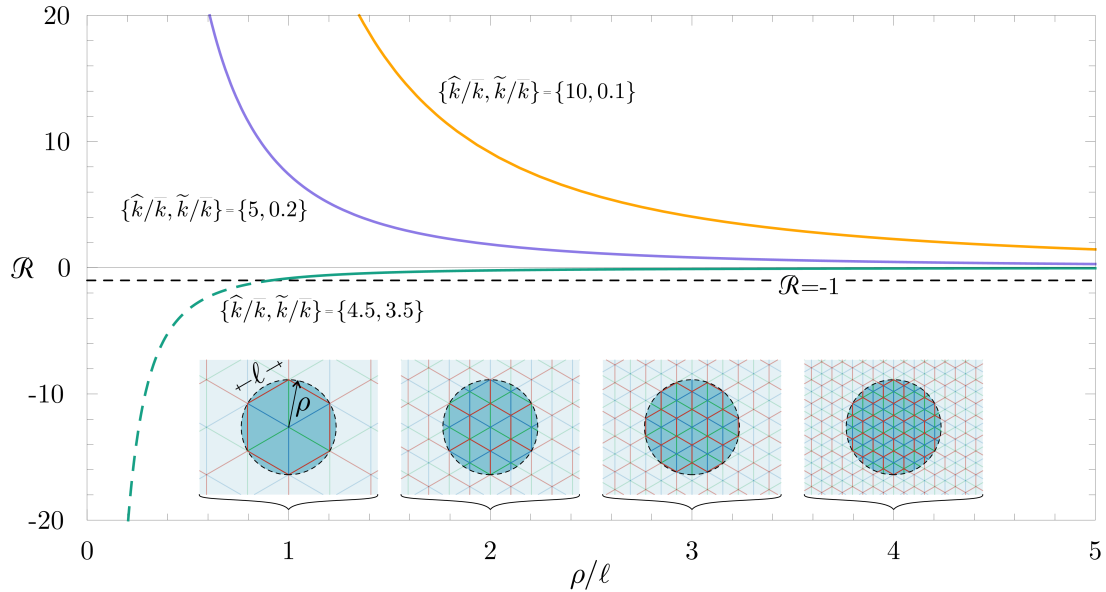 20
{k̂/k̄, k̃/k̄} = {10, 0.1}
10
{k̂/k̄, k̃/k̄} = {5, 0.2}
ℛ
0
ℛ=-1
{k̂/k̄, k̃/k̄} = {4.5, 3.5}
ℓ
ρ
-10
-20
0 1 2 3 4 5
ρ/ℓ